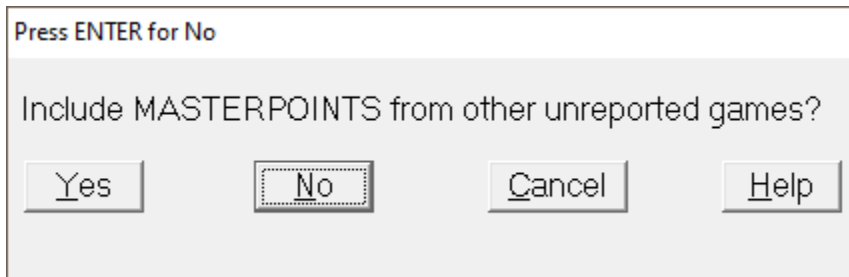 Press ENTER for No
Include MASTERPOINTS from other unreported games?
Yes No Cancel Help